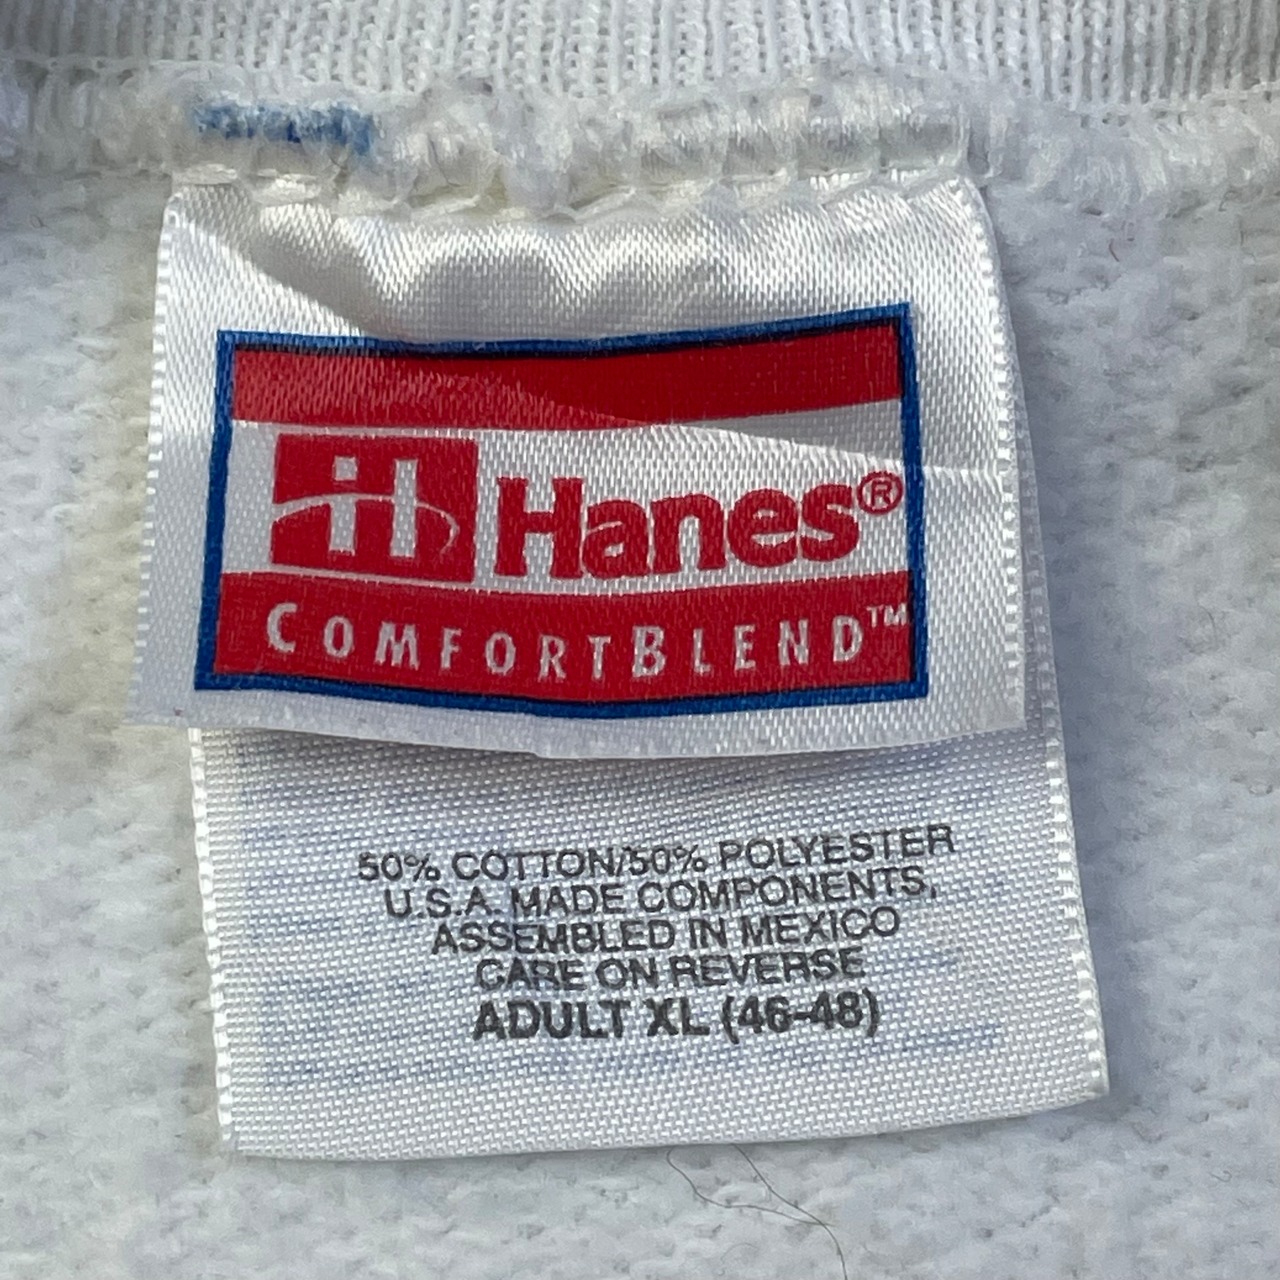 H Hanes®
COMFORTBLEND™
50% COTTON/50% POLYESTER
U.S.A. MADE COMPONENTS,
ASSEMBLED IN MEXICO
CARE ON REVERSE
ADULT XL (46-48)